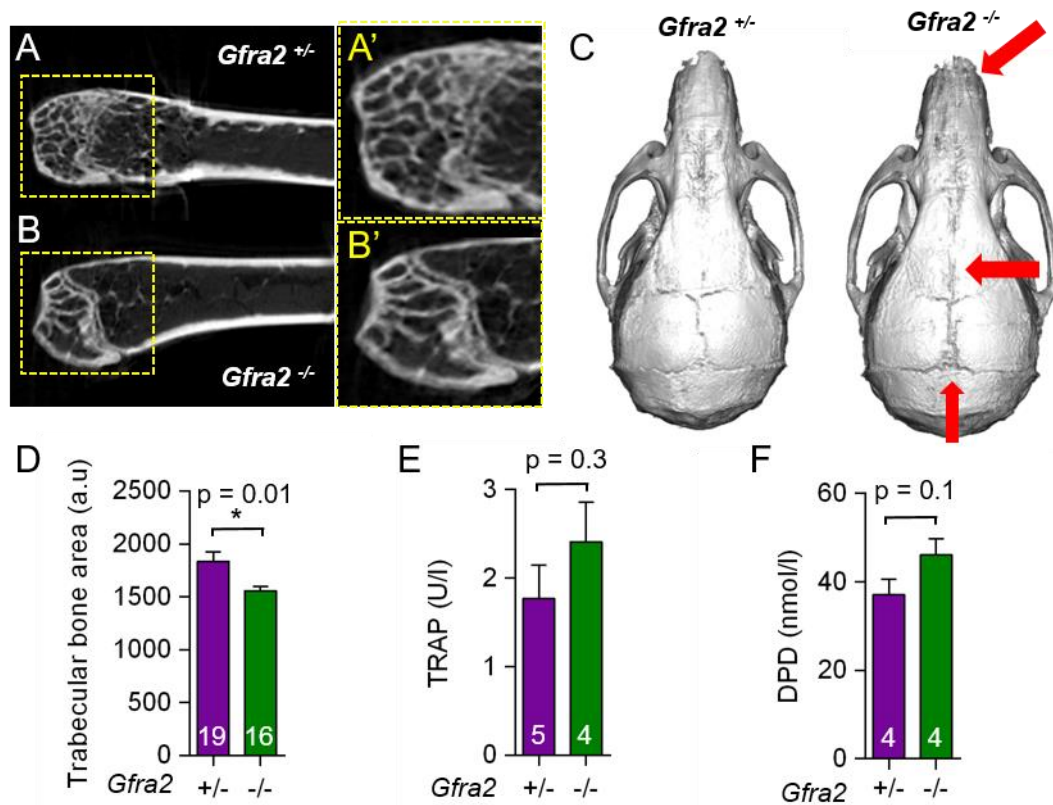 A
Gfra2 +/-
A’
B
Gfra2 -/-
B’
C
Gfra2 +/-
Gfra2 -/-
D
Trabecular bone area (a.u)
2500
2000
1500
1000
500
0
p = 0.01
*
19
16
Gfra2
+/-
-/-
E
TRAP (U/l)
3
2
1
0
p = 0.3
5
4
Gfra2
+/-
-/-
F
DPD (nmol/l)
60
40
20
0
p = 0.1
4
4
Gfra2
+/-
-/-